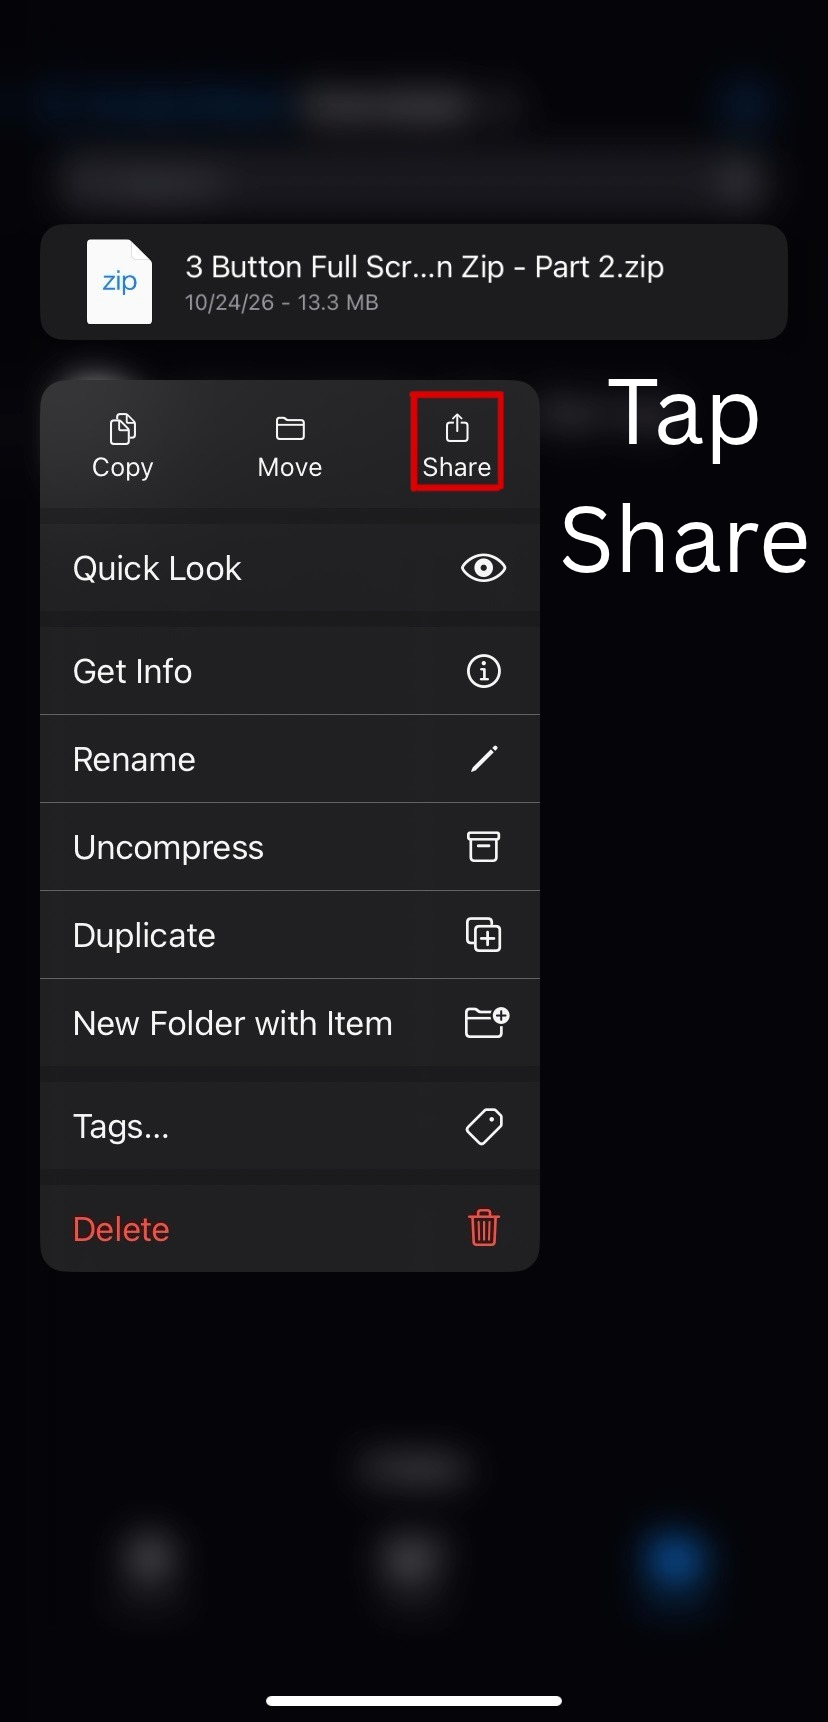 zip
3 Button Full Scr...n Zip - Part 2.zip
10/24/26 - 13.3 MB
Copy
Move
Share
Tap
Share
Quick Look
Get Info
Rename
Uncompress
Duplicate
New Folder with Item
Tags...
Delete